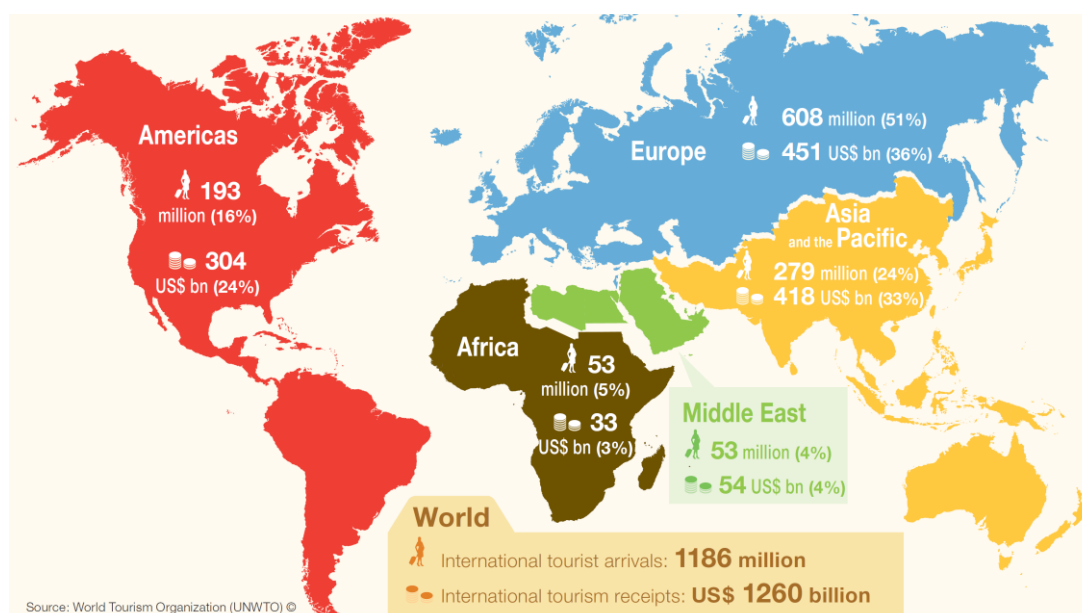 Americas
193
million (16%)
304
US$ bn (24%)
Europe
608 million (51%)
451 US$ bn (36%)
Asia
and the Pacific
279 million (24%)
418 US$ bn (33%)
Africa
53
million (5%)
33
US$ bn (3%)
Middle East
53 million (4%)
54 US$ bn (4%)
World
International tourist arrivals: 1186 million
International tourism receipts: US$ 1260 billion
Source: World Tourism Organization (UNWTO) ©